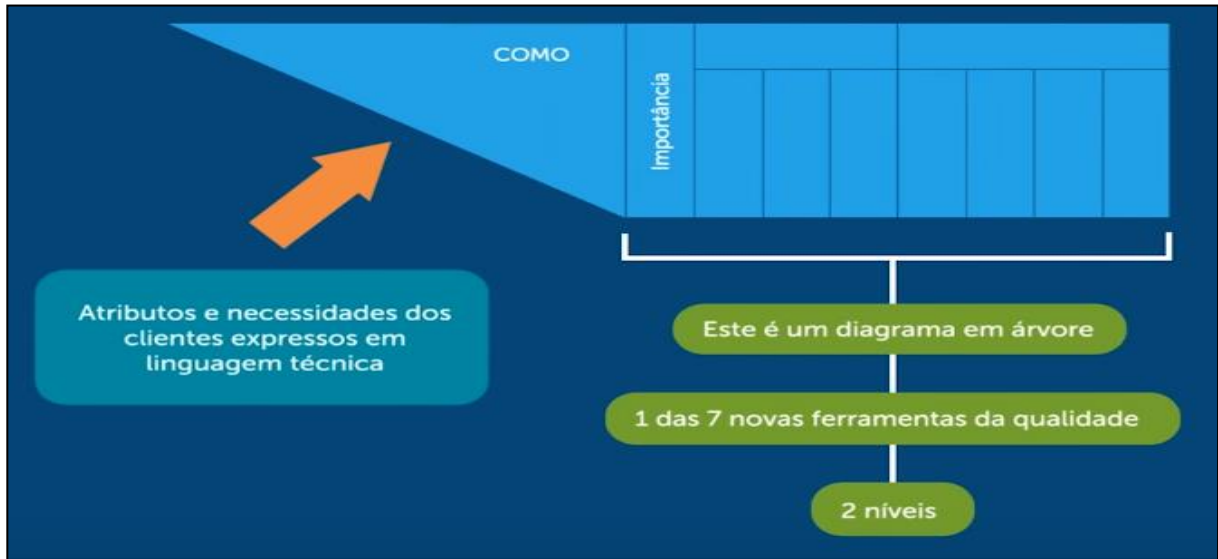 COMO
Importância
Atributos e necessidades dos
clientes expressos em
linguagem técnica
Este é um diagrama em árvore
1 das 7 novas ferramentas da qualidade
2 níveis